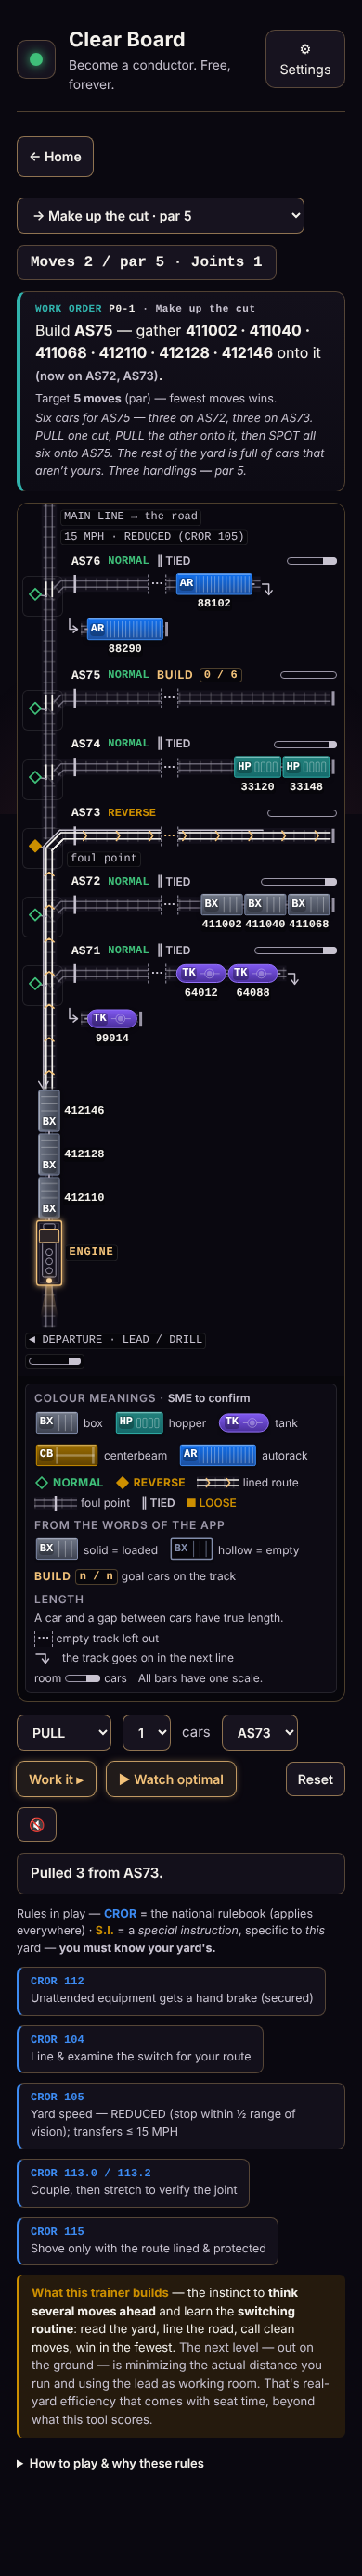 Clear Board
Become a conductor. Free,
forever.
⚙
Settings
← Home
→ Make up the cut · par 5
Moves 2 / par 5 · Joints 1
WORK ORDER P0-1 · Make up the cut
Build AS75 — gather 411002 · 411040 ·
411068 · 412110 · 412128 · 412146 onto it
(now on AS72, AS73).
Target 5 moves (par) — fewest moves wins.
Six cars for AS75 — three on AS72, three on AS73.
PULL one cut, PULL the other onto it, then SPOT all
six onto AS75. The rest of the yard is full of cars that
aren't yours. Three handlings — par 5.
MAIN LINE → the road
15 MPH · REDUCED (CROR 105)
AS76 NORMAL TIED
AR
88102
AR
88290
AS75 NORMAL BUILD 0 / 6
AS74 NORMAL TIED
HP HP
33120 33148
AS73 REVERSE
foul point
AS72 NORMAL TIED
BX BX BX
411002 411040 411068
AS71 NORMAL TIED
TK TK
64012 64088
TK
99014
BX 412146
BX 412128
BX 412110
ENGINE
◄ DEPARTURE · LEAD / DRILL
COLOUR MEANINGS · SME to confirm
BX box HP hopper TK tank
CB centerbeam AR autorack
NORMAL REVERSE lined route
foul point TIED LOOSE
FROM THE WORDS OF THE APP
BX solid = loaded BX hollow = empty
BUILD n / n goal cars on the track
LENGTH
A car and a gap between cars have true length.
empty track left out
the track goes on in the next line
room cars All bars have one scale.
PULL 1 cars AS73
Work it ▸ ▶ Watch optimal Reset
Pulled 3 from AS73.
Rules in play — CROR = the national rulebook (applies
everywhere) · S.I. = a special instruction, specific to this
yard — you must know your yard's.
CROR 112
Unattended equipment gets a hand brake (secured)
CROR 104
Line & examine the switch for your route
CROR 105
Yard speed — REDUCED (stop within ½ range of
vision); transfers ≤ 15 MPH
CROR 113.0 / 113.2
Couple, then stretch to verify the joint
CROR 115
Shove only with the route lined & protected
What this trainer builds — the instinct to think
several moves ahead and learn the switching
routine: read the yard, line the road, call clean
moves, win in the fewest. The next level — out on
the ground — is minimizing the actual distance you
run and using the lead as working room. That's real-
yard efficiency that comes with seat time, beyond
what this tool scores.
▶ How to play & why these rules